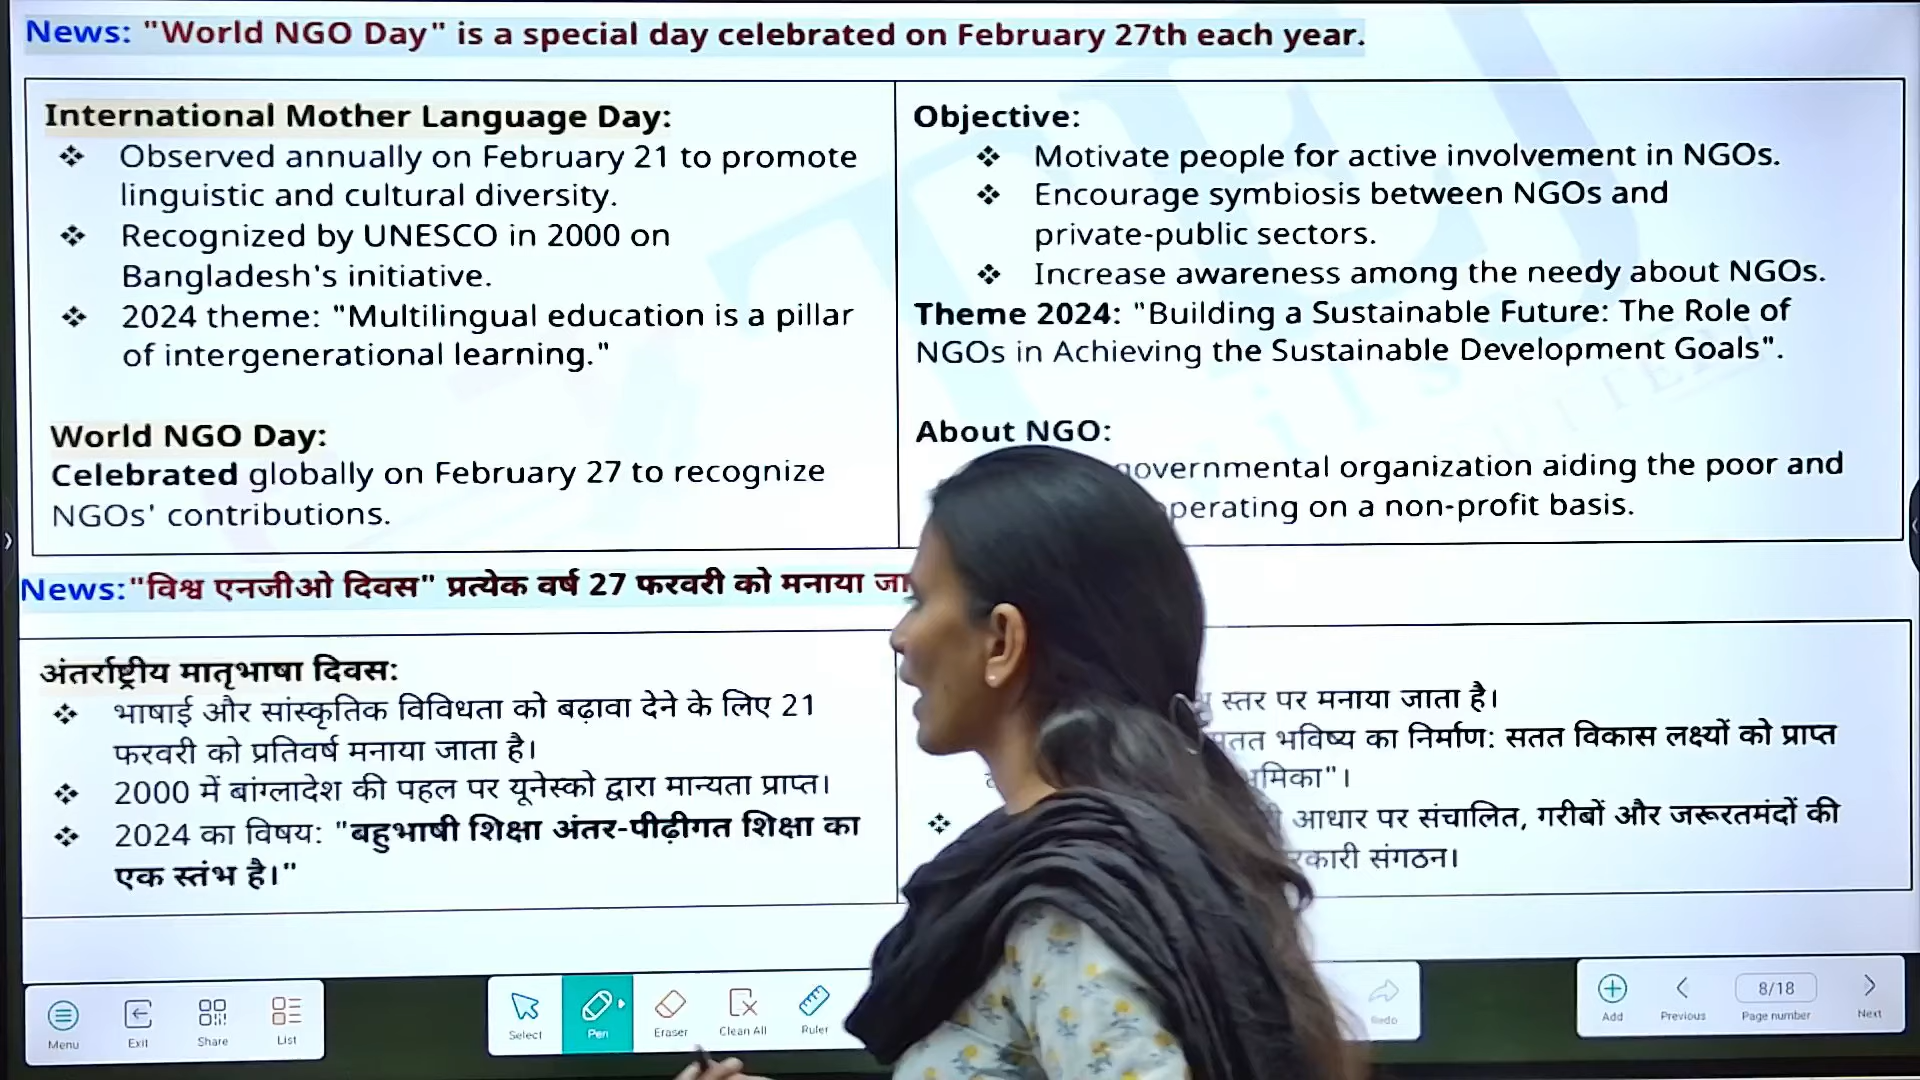 News: "World NGO Day" is a special day celebrated on February 27th each year.
International Mother Language Day:
❖ Observed annually on February 21 to promote
linguistic and cultural diversity.
❖ Recognized by UNESCO in 2000 on
Bangladesh's initiative.
❖ 2024 theme: "Multilingual education is a pillar
of intergenerational learning."
World NGO Day:
Celebrated globally on February 27 to recognize
NGOs' contributions.
Objective:
❖ Motivate people for active involvement in NGOs.
❖ Encourage symbiosis between NGOs and
private-public sectors.
❖ Increase awareness among the needy about NGOs.
Theme 2024: "Building a Sustainable Future: The Role of
NGOs in Achieving the Sustainable Development Goals".
About NGO:
organization aiding the poor and
on a non-profit basis.
News:"विश्व एनजीओ दिवस" प्रत्येक वर्ष 27 फरवरी को मनाया
अंतर्राष्ट्रीय मातृभाषा दिवस:
❖ भाषाई और सांस्कृतिक विविधता को बढ़ावा देने के लिए 21
फरवरी को प्रतिवर्ष मनाया जाता है।
❖ 2000 में बांग्लादेश की पहल पर यूनेस्को द्वारा मान्यता प्राप्त।
❖ 2024 का विषय: "बहुभाषी शिक्षा अंतर-पीढ़ीगत शिक्षा का
एक स्तंभ है।"
स्तर पर मनाया जाता है।
भविष्य का निर्माण: सतत विकास लक्ष्यों को प्राप्त
❖ आधार पर संचालित, गरीबों और जरूरतमंदों की
संगठन।
Menu
Exit
Share
List
Select
Pen
Eraser
Clean All
Ruler
Redo
Add
Previous
8/18
Page number
Next